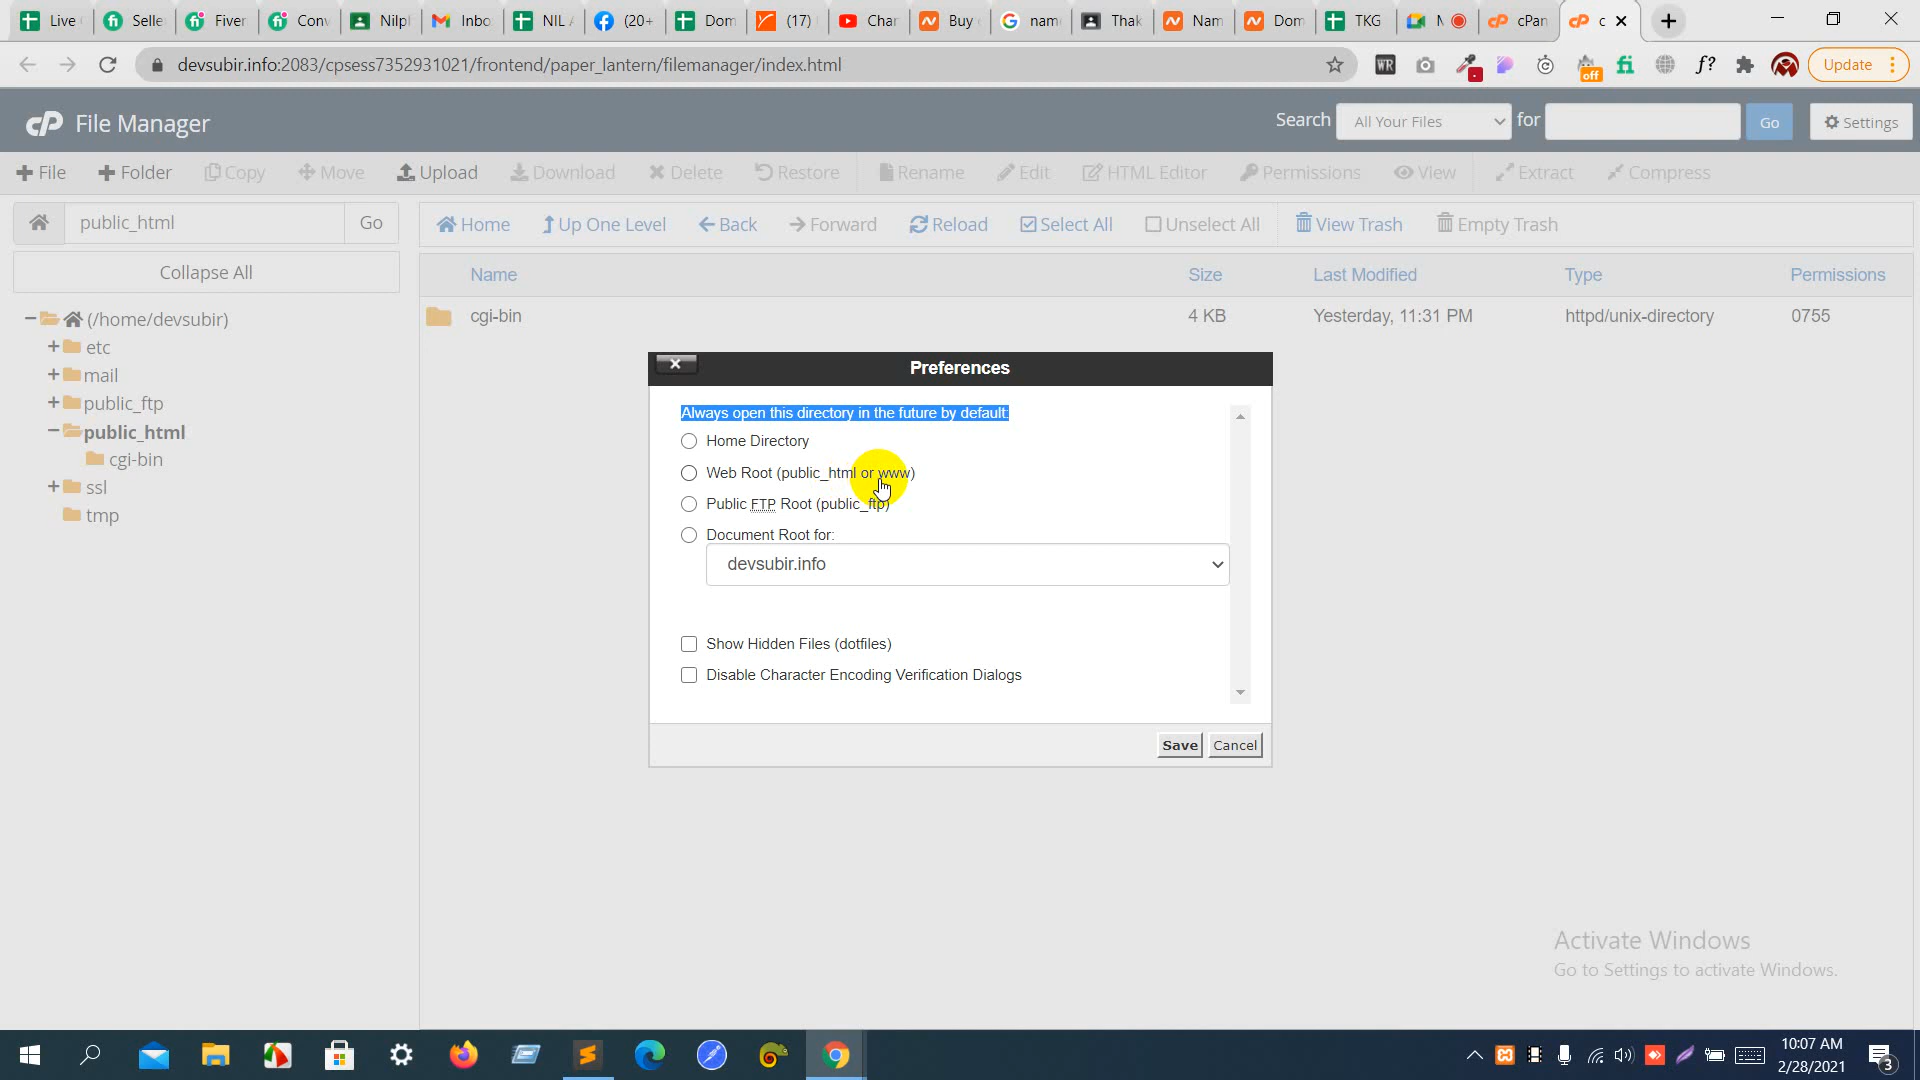 Live
Selle
Fiver
Conv
Nilph
Inbo
NIL A
(20+
Dom
(17)
Char
Buy
nam
Thak
Nam
Dom
TKG
M
cPan
c
devsubir.info:2083/cpsess7352931021/frontend/paper_lantern/filemanager/index.html
WR
off
f?
Update
cP File Manager
Search All Your Files for Go Settings
File Folder Copy Move Upload Download Delete Restore Rename Edit HTML Editor Permissions View Extract Compress
public_html Go
Home Up One Level Back Forward Reload Select All Unselect All View Trash Empty Trash
Collapse All
Name Size Last Modified Type Permissions
cgi-bin 4 KB Yesterday, 11:31 PM httpd/unix-directory 0755
(/home/devsubir)
etc
mail
public_ftp
public_html
cgi-bin
ssl
tmp
Preferences
Always open this directory in the future by default:
Home Directory
Web Root (public_html or www)
Public FTP Root (public_ftp)
Document Root for:
devsubir.info
Show Hidden Files (dotfiles)
Disable Character Encoding Verification Dialogs
Save Cancel
Activate Windows
Go to Settings to activate Windows.
10:07 AM
2/28/2021
3